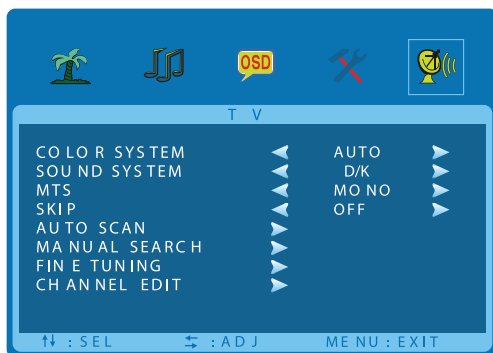 OSD
TV
COLOR SYSTEM AUTO
SOUND SYSTEM D/K
MTS MONO
SKIP OFF
AUTO SCAN
MANUAL SEARCH
FINE TUNING
CHANNEL EDIT
: SEL : ADJ MENU : EXIT